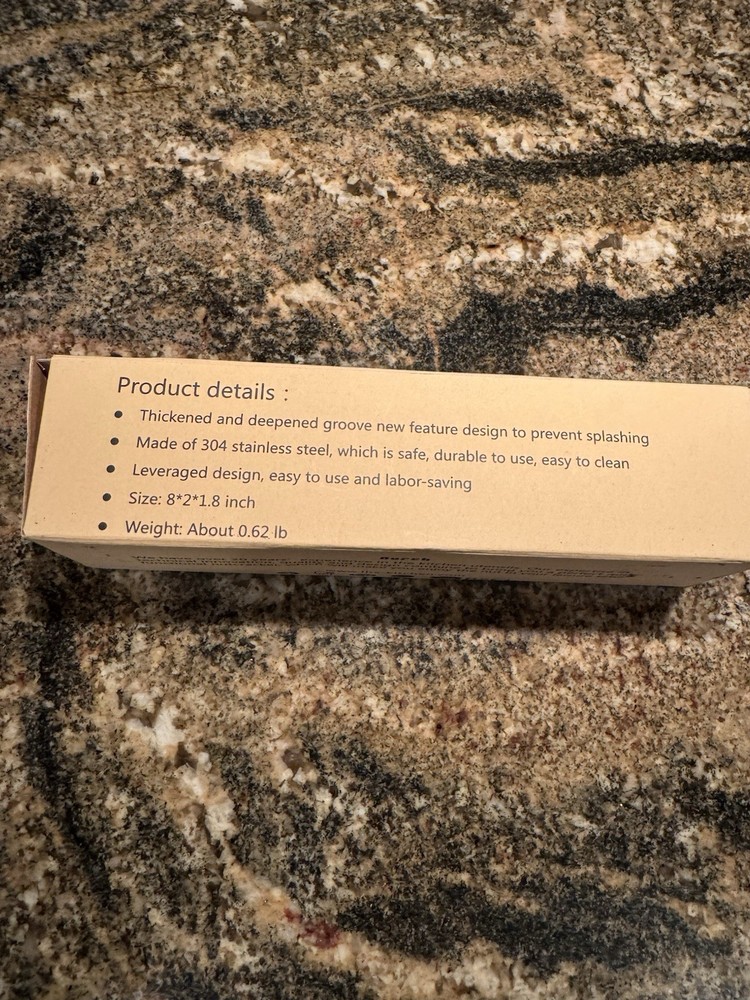 Product details :
● Thickened and deepened groove new feature design to prevent splashing
● Made of 304 stainless steel, which is safe, durable to use, easy to clean
● Leveraged design, easy to use and labor-saving
● Size: 8*2*1.8 inch
● Weight: About 0.62 lb